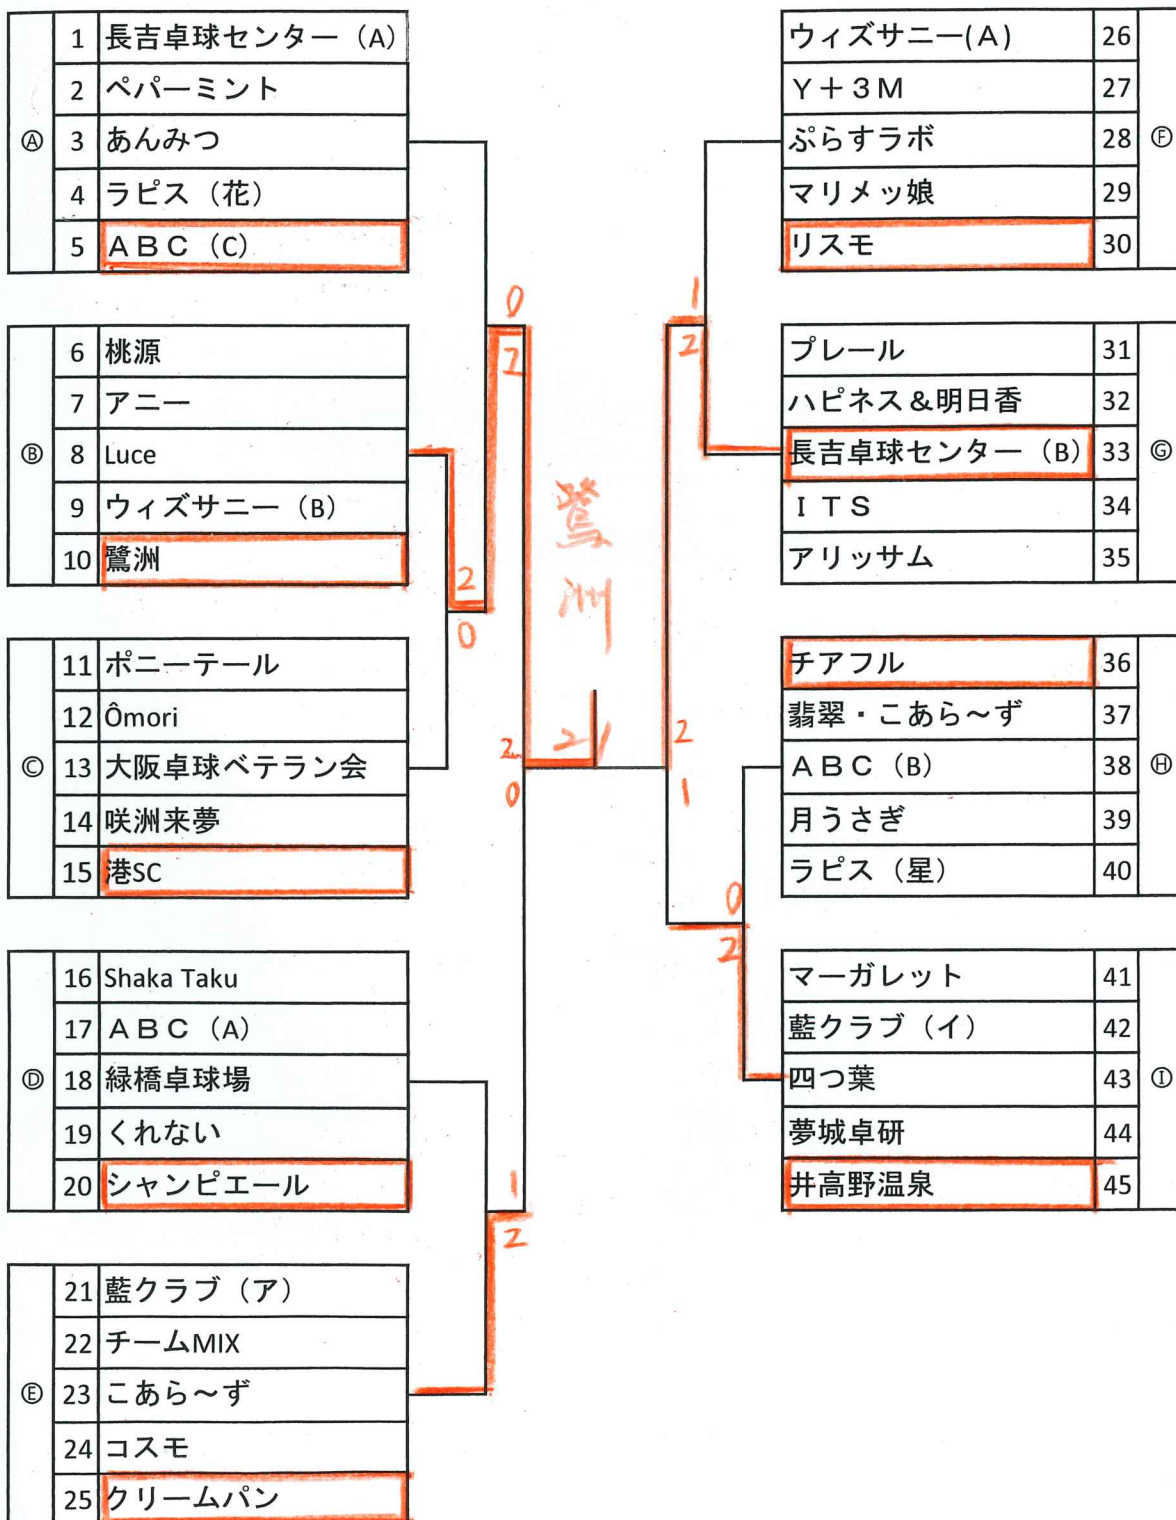 Ⓐ
1 長吉卓球センター（A）
2 ペパーミント
3 あんみつ
4 ラピス（花）
5 ＡＢＣ（C）
Ⓑ
6 桃源
7 アニー
8 Luce
9 ウィズサニー（B）
10 鷺洲
Ⓒ
11 ポニーテール
12 Ômori
13 大阪卓球ベテラン会
14 咲洲来夢
15 港SC
Ⓓ
16 Shaka Taku
17 ＡＢＣ（A）
18 緑橋卓球場
19 くれない
20 シャンピエール
Ⓔ
21 藍クラブ（ア）
22 チームMIX
23 こあら～ず
24 コスモ
25 クリームパン
0
2
2
0
2
0
1
2
鷺洲
2 1
1
2
2
1
0
2
ウィズサニー(Ａ) 26
Ｙ＋３Ｍ 27
ぷらすラボ 28
マリメッ娘 29
リスモ 30
Ⓕ
プレール 31
ハピネス＆明日香 32
長吉卓球センター（B） 33
ＩＴＳ 34
アリッサム 35
Ⓖ
チアフル 36
翡翠・こあら～ず 37
ＡＢＣ（B） 38
月うさぎ 39
ラピス（星） 40
Ⓗ
マーガレット 41
藍クラブ（イ） 42
四つ葉 43
夢城卓研 44
井高野温泉 45
Ⓘ